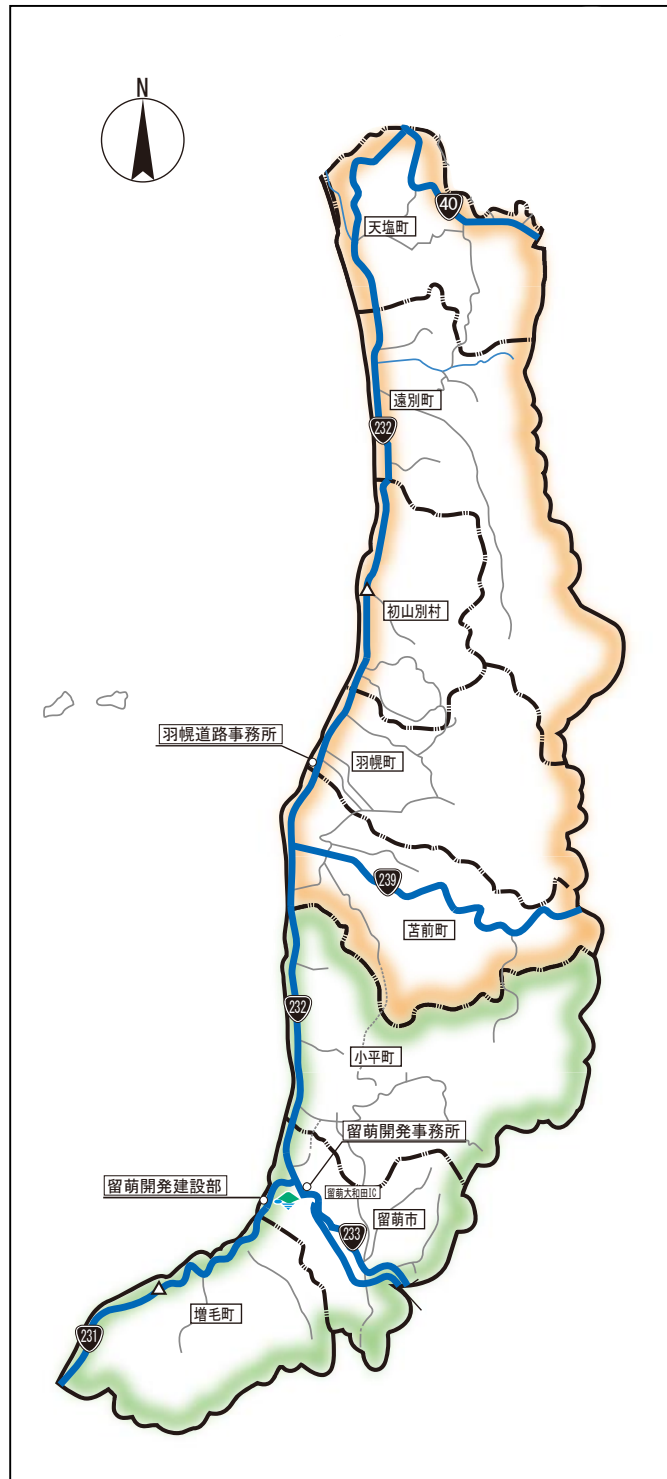 N
40
天塩町
遠別町
232
初山別村
羽幌道路事務所
羽幌町
239
苫前町
232
小平町
留萌開発事務所
留萌開発建設部
留萌大和田IC
留萌市
233
増毛町
231